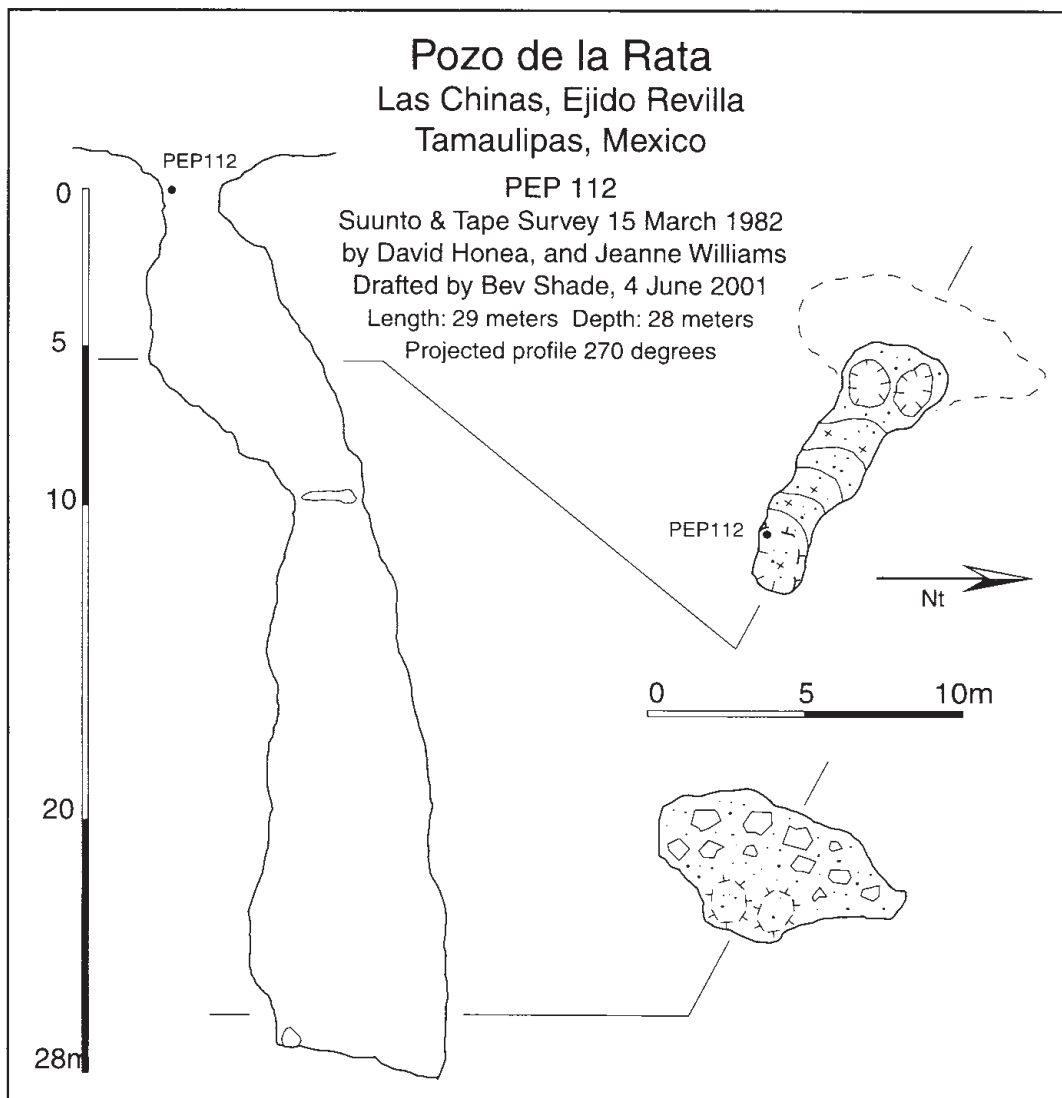 Pozo de la Rata
Las Chinas, Ejido Revilla
Tamaulipas, Mexico
PEP 112
Suunto & Tape Survey 15 March 1982
by David Honea, and Jeanne Williams
Drafted by Bev Shade, 4 June 2001
Length: 29 meters Depth: 28 meters
Projected profile 270 degrees
PEP112
0
5
10
20
28m
PEP112
Nt
0 5 10m